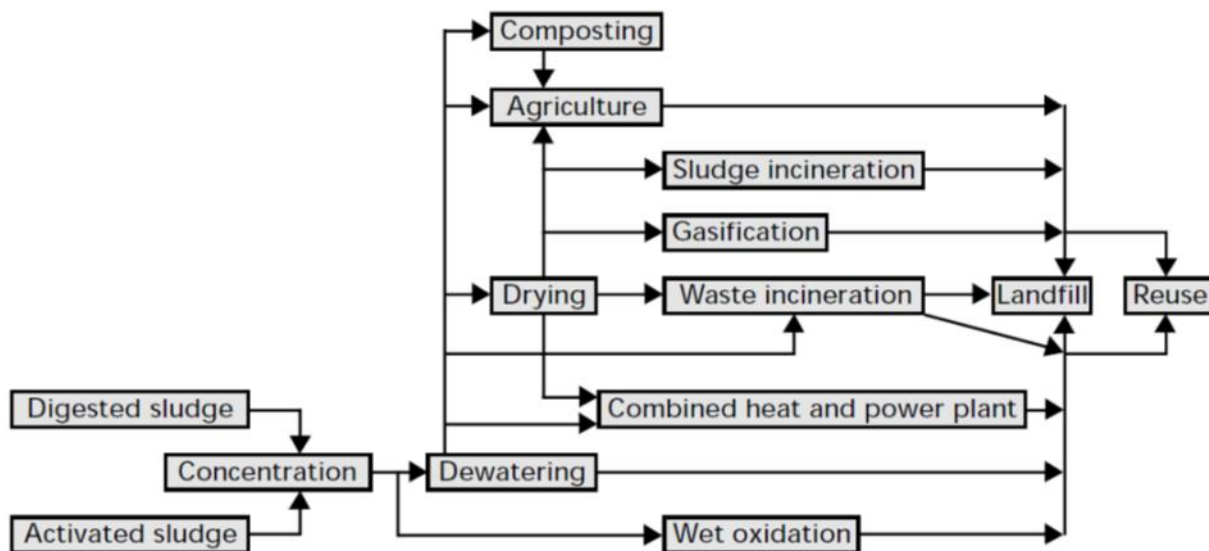 Composting
Agriculture
Sludge incineration
Gasification
Drying
Waste incineration
Landfill
Reuse
Digested sludge
Combined heat and power plant
Concentration
Dewatering
Activated sludge
Wet oxidation